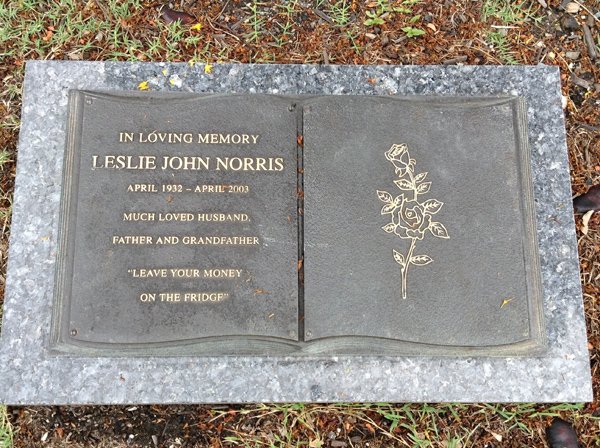 IN LOVING MEMORY
LESLIE JOHN NORRIS
APRIL 1932 – APRIL 2003
MUCH LOVED HUSBAND,
FATHER AND GRANDFATHER
"LEAVE YOUR MONEY
ON THE FRIDGE"